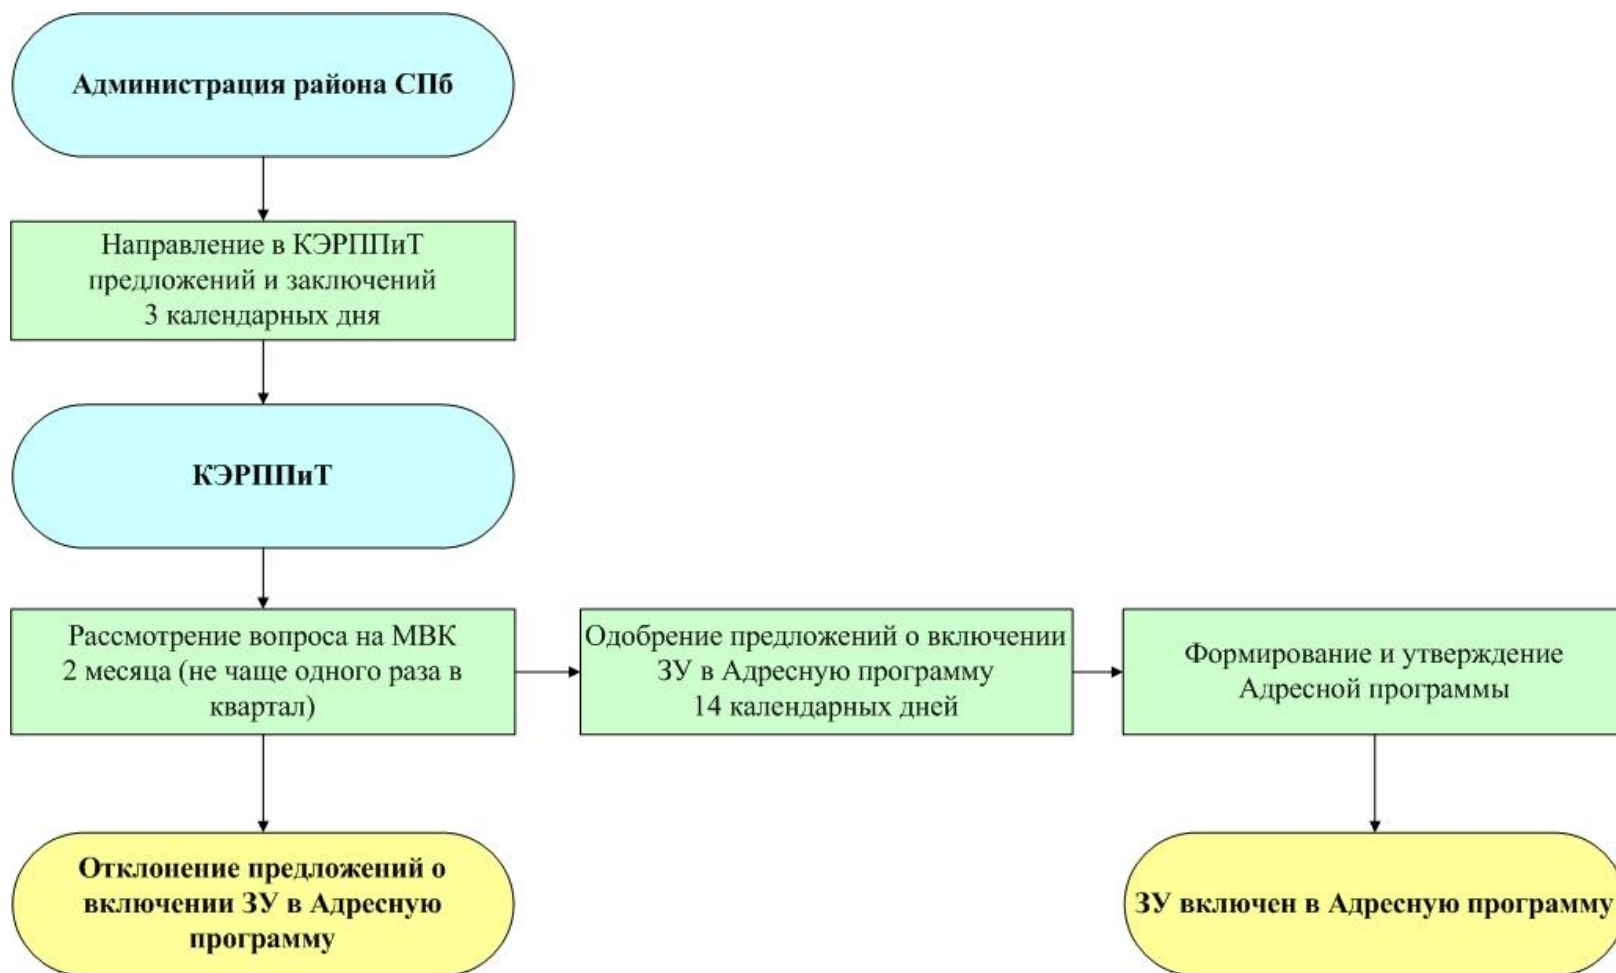 Администрация района СПб
Направление в КЭРППиТ
предложений и заключений
3 календарных дня
КЭРППиТ
Рассмотрение вопроса на МВК
2 месяца (не чаще одного раза в
квартал)
Одобрение предложений о включении
ЗУ в Адресную программу
14 календарных дней
Формирование и утверждение
Адресной программы
Отклонение предложений о
включении ЗУ в Адресную
программу
ЗУ включен в Адресную программу